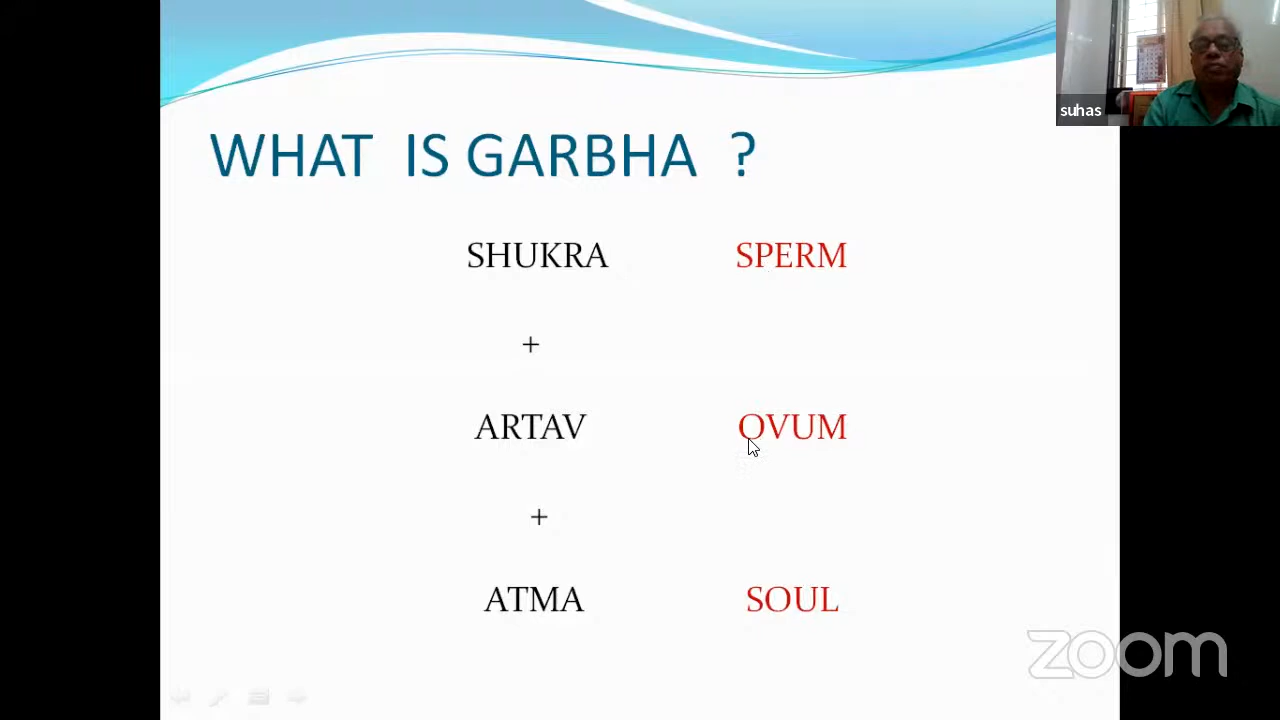 suhas
WHAT IS GARBHA ?
SHUKRA SPERM
+
ARTAV OVUM
+
ATMA SOUL
zoom